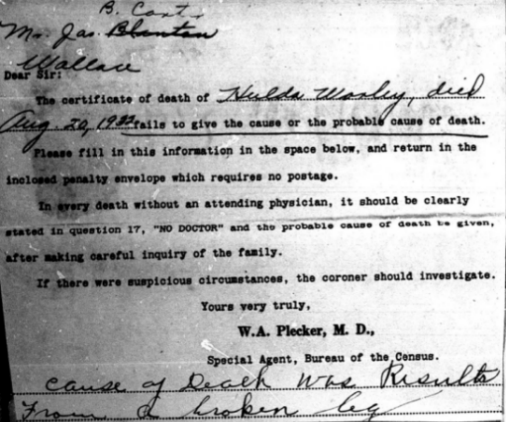 B. Cast
Mr. Jas. Blanton
Wallace
Dear Sir:
The certificate of death of Hulda Worley, died
Aug. 20, 1922 fails to give the cause or the probable cause of death.
Please fill in this information in the space below, and return in the
inclosed penalty envelope which requires no postage.
In every death without an attending physician, it should be clearly
stated in question 17, "NO DOCTOR" and the probable cause of death be given,
after making careful inquiry of the family.
If there were suspicious circumstances, the coroner should investigate.
Yours very truly,
W.A. Plecker, M. D.,
Special Agent, Bureau of the Census.
cause of Death Was Results
From a broken leg